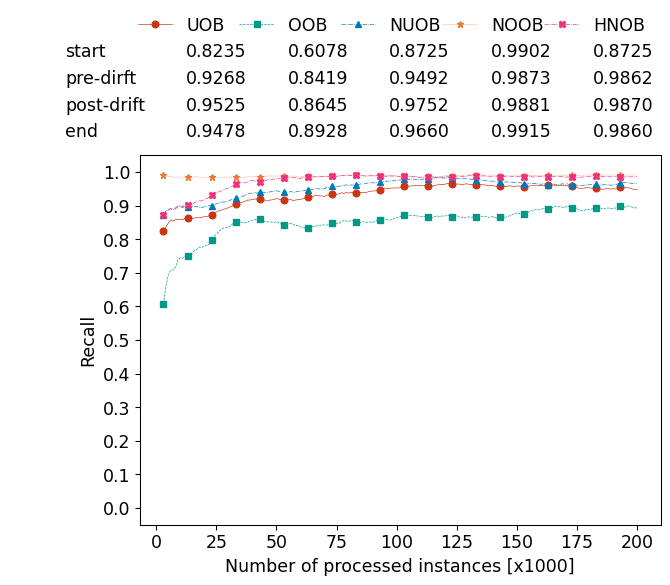 UOB OOB NUOB NOOB HNOB
start 0.8235 0.6078 0.8725 0.9902 0.8725
pre-dirft 0.9268 0.8419 0.9492 0.9873 0.9862
post-drift 0.9525 0.8645 0.9752 0.9881 0.9870
end 0.9478 0.8928 0.9660 0.9915 0.9860
1.0
0.9
0.8
0.7
0.6
0.5
0.4
0.3
0.2
0.1
0.0
Recall
0 25 50 75 100 125 150 175 200
Number of processed instances [x1000]